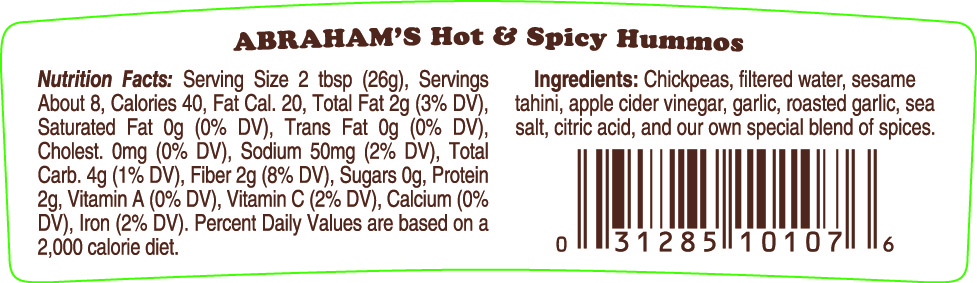 ABRAHAM'S Hot & Spicy Hummos
Nutrition Facts: Serving Size 2 tbsp (26g), Servings
About 8, Calories 40, Fat Cal. 20, Total Fat 2g (3% DV),
Saturated Fat 0g (0% DV), Trans Fat 0g (0% DV),
Cholest. 0mg (0% DV), Sodium 50mg (2% DV), Total
Carb. 4g (1% DV), Fiber 2g (8% DV), Sugars 0g, Protein
2g, Vitamin A (0% DV), Vitamin C (2% DV), Calcium (0%
DV), Iron (2% DV). Percent Daily Values are based on a
2,000 calorie diet.
Ingredients: Chickpeas, filtered water, sesame
tahini, apple cider vinegar, garlic, roasted garlic, sea
salt, citric acid, and our own special blend of spices.
0 31285 10107 6